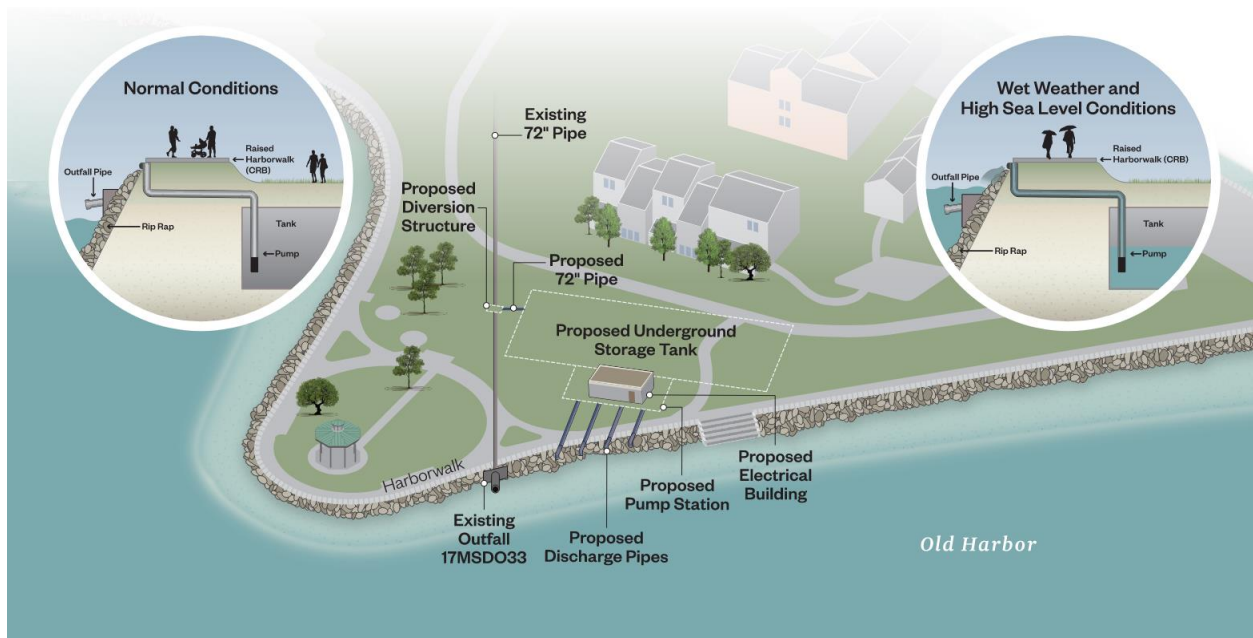 Normal Conditions
Raised
Harborwalk
(CRB)
Outfall Pipe
Rip Rap
Tank
Pump
Existing
72" Pipe
Proposed
Diversion
Structure
Proposed
72" Pipe
Proposed Underground
Storage Tank
Wet Weather and
High Sea Level Conditions
Raised
Harborwalk (CRB)
Outfall Pipe
Rip Rap
Tank
Pump
Harborwalk
Existing
Outfall
17MSDO33
Proposed
Discharge Pipes
Proposed
Pump Station
Proposed
Electrical
Building
Old Harbor